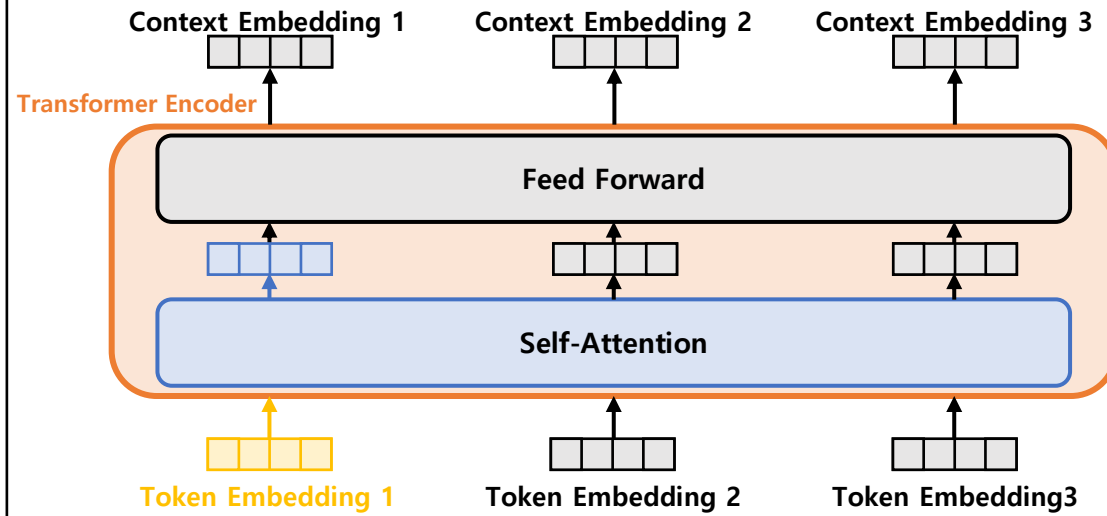 Context Embedding 1
Context Embedding 2
Context Embedding 3
Transformer Encoder
Feed Forward
Self-Attention
Token Embedding 1
Token Embedding 2
Token Embedding3